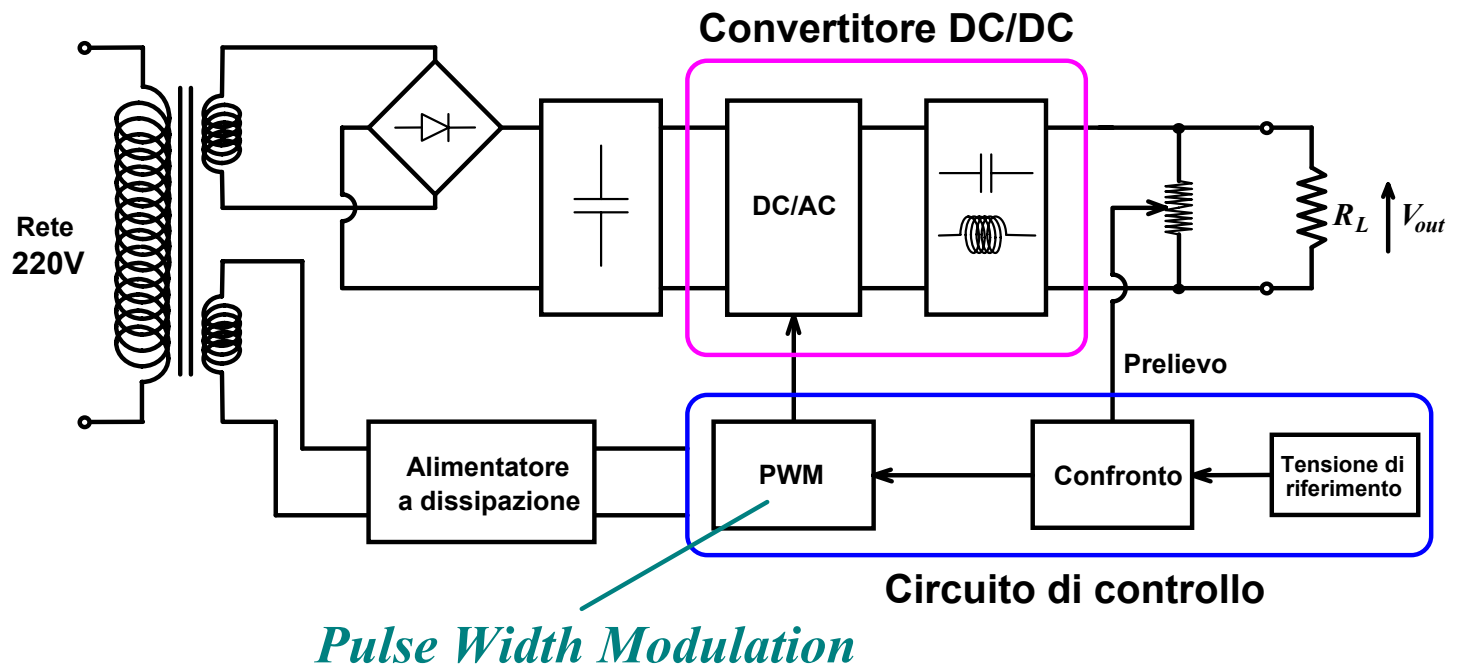 Convertitore DC/DC
Rete
220V
DC/AC
R_L
V_out
Prelievo
Alimentatore
a dissipazione
PWM
Confronto
Tensione di
riferimento
Circuito di controllo
Pulse Width Modulation